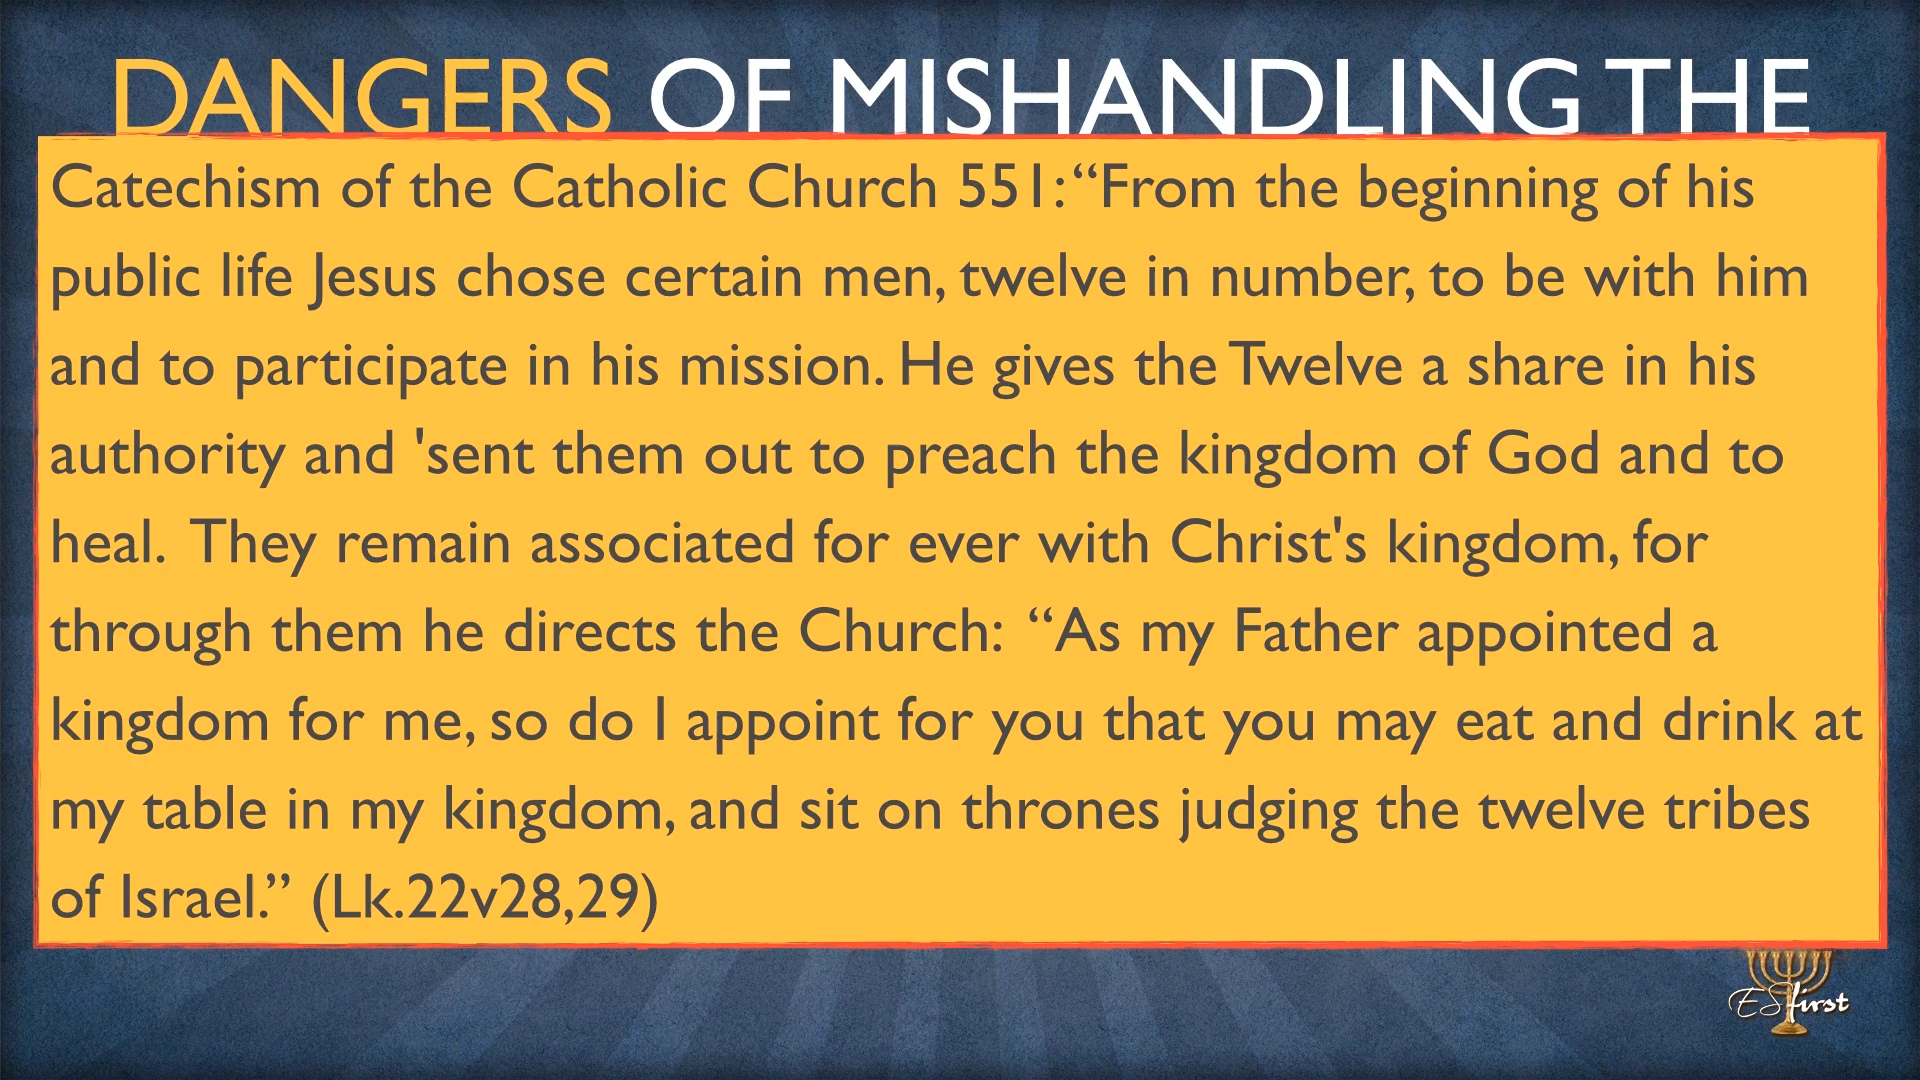 DANGERS OF MISHANDLING THE
Catechism of the Catholic Church 551: “From the beginning of his
public life Jesus chose certain men, twelve in number, to be with him
and to participate in his mission. He gives the Twelve a share in his
authority and 'sent them out to preach the kingdom of God and to
heal.  They remain associated for ever with Christ's kingdom, for
through them he directs the Church:  “As my Father appointed a
kingdom for me, so do I appoint for you that you may eat and drink at
my table in my kingdom, and sit on thrones judging the twelve tribes
of Israel.” (Lk.22v28,29)
ESfirst